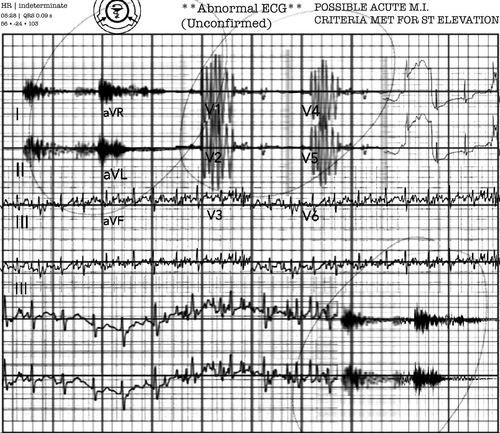 HR | indeterminate
05:28 | QRS 0.09s
56 • -24 • 103
**Abnormal ECG**
(Unconfirmed)
POSSIBLE ACUTE M.I.
CRITERIA MET FOR ST ELEVATION
I
aVR
V1
V4
II
aVL
V2
V5
III
aVF
V3
V6
III